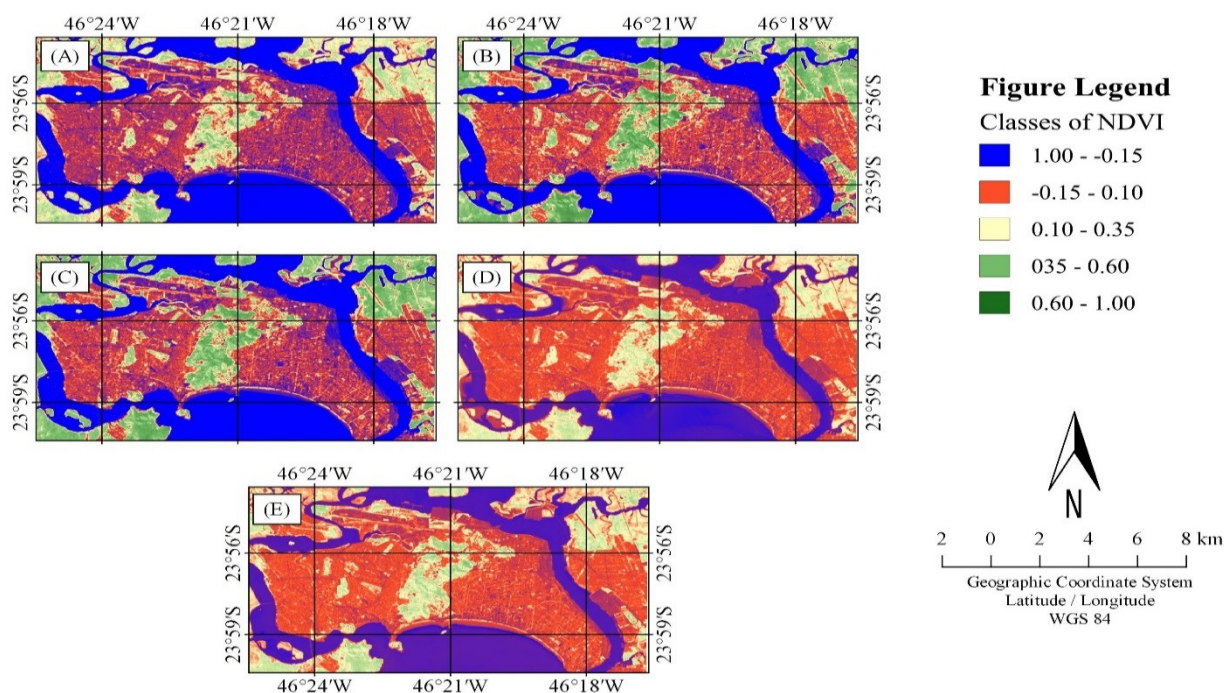 46°24'W 46°21'W 46°18'W 46°24'W 46°21'W 46°18'W
(A) (B)
23°56'S 23°56'S
23°59'S 23°59'S
(C) (D)
23°56'S 23°56'S
23°59'S 23°59'S
46°24'W 46°21'W 46°18'W
(E)
23°56'S 23°56'S
23°59'S 23°59'S
46°24'W 46°21'W 46°18'W
Figure Legend
Classes of NDVI
1.00 - -0.15
-0.15 - 0.10
0.10 - 0.35
035 - 0.60
0.60 - 1.00
N
2 0 2 4 6 8 km
Geographic Coordinate System
Latitude / Longitude
WGS 84